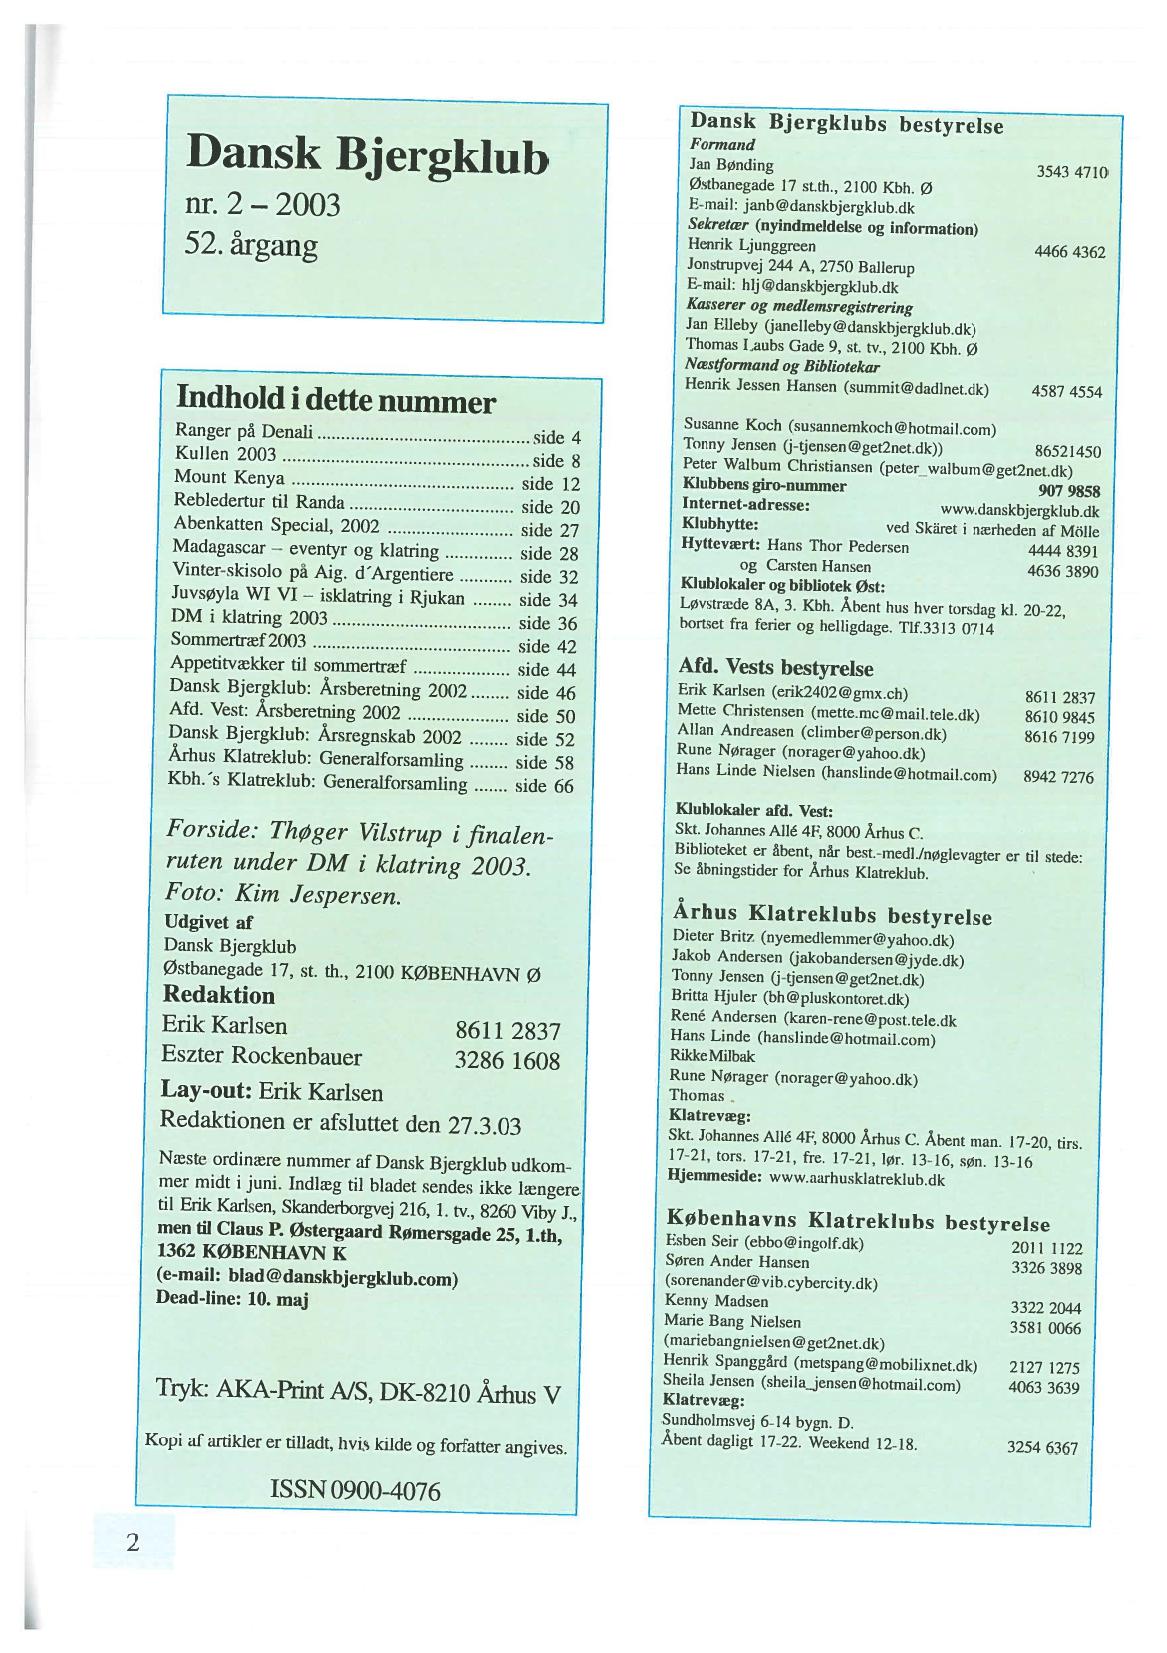 Dansk Bjergklub
nr. 2 – 2003
52. årgang
Indhold i dette nummer
Ranger på Denali ............................................. side 4
Kullen 2003 .................................................... side 8
Mount Kenya ............................................... side 12
Rebledertur til Randa ................................... side 20
Abenkatten Special, 2002 .......................... side 27
Madagascar – eventyr og klatring .............. side 28
Vinter-skisolo på Aig. d´Argentiere ........... side 32
Juvsøyla WI VI – isklatring i Rjukan ........ side 34
DM i klatring 2003 ...................................... side 36
Sommertræf 2003 ......................................... side 42
Appetitvækker til sommertræf .................... side 44
Dansk Bjergklub: Årsberetning 2002 ........ side 46
Afd. Vest: Årsberetning 2002 ..................... side 50
Dansk Bjergklub: Årsregnskab 2002 ........ side 52
Århus Klatreklub: Generalforsamling ........ side 58
Kbh.´s Klatreklub: Generalforsamling ....... side 66
Forside: Thøger Vilstrup i finalen-
ruten under DM i klatring 2003.
Foto: Kim Jespersen.
Udgivet af
Dansk Bjergklub
Østbanegade 17, st. th., 2100 KØBENHAVN Ø
Redaktion
Erik Karlsen 8611 2837
Eszter Rockenbauer 3286 1608
Lay-out: Erik Karlsen
Redaktionen er afsluttet den 27.3.03
Næste ordinære nummer af Dansk Bjergklub udkom-
mer midt i juni. Indlæg til bladet sendes ikke længere
til Erik Karlsen, Skanderborgvej 216, 1. tv., 8260 Viby J.,
men til Claus P. Østergaard Rømersgade 25, 1.th,
1362 KØBENHAVN K
(e-mail: blad@danskbjergklub.com)
Dead-line: 10. maj
Tryk: AKA-Print A/S, DK-8210 Århus V
Kopi af artikler er tilladt, hvis kilde og forfatter angives.
ISSN 0900-4076
2
Dansk Bjergklubs bestyrelse
Formand
Jan Bønding 3543 4710
Østbanegade 17 st.th., 2100 Kbh. Ø
E-mail: janb@danskbjergklub.dk
Sekretær (nyindmeldelse og information)
Henrik Ljunggreen 4466 4362
Jonstrupvej 244 A, 2750 Ballerup
E-mail: hlj@danskbjergklub.dk
Kasserer og medlemsregistrering
Jan Elleby (janelleby@danskbjergklub.dk)
Thomas Laubs Gade 9, st. tv., 2100 Kbh. Ø
Næstformand og Bibliotekar
Henrik Jessen Hansen (summit@dadlnet.dk) 4587 4554
Susanne Koch (susannemkoch@hotmail.com)
Tonny Jensen (j-tjensen@get2net.dk)) 86521450
Peter Walbum Christiansen (peter_walbum@get2net.dk)
Klubbens giro-nummer 907 9858
Internet-adresse: www.danskbjergklub.dk
Klubhytte: ved Skäret i nærheden af Mölle
Hyttevært: Hans Thor Pedersen 4444 8391
og Carsten Hansen 4636 3890
Klublokaler og bibliotek Øst:
Løvstræde 8A, 3. Kbh. Åbent hus hver torsdag kl. 20-22,
bortset fra ferier og helligdage. Tlf.3313 0714
Afd. Vests bestyrelse
Erik Karlsen (erik2402@gmx.ch) 8611 2837
Mette Christensen (mette.mc@mail.tele.dk) 8610 9845
Allan Andreasen (climber@person.dk) 8616 7199
Rune Nørager (norager@yahoo.dk)
Hans Linde Nielsen (hanslinde@hotmail.com) 8942 7276
Klublokaler afd. Vest:
Skt. Johannes Allé 4F, 8000 Århus C.
Biblioteket er åbent, når best.-medl./nøglevagter er til stede:
Se åbningstider for Århus Klatreklub.
Århus Klatreklubs bestyrelse
Dieter Britz (nyemedlemmer@yahoo.dk)
Jakob Andersen (jakobandersen@jyde.dk)
Tonny Jensen (j-tjensen@get2net.dk)
Britta Hjuler (bh@pluskontoret.dk)
René Andersen (karen-rene@post.tele.dk
Hans Linde (hanslinde@hotmail.com)
Rikke Milbak
Rune Nørager (norager@yahoo.dk)
Thomas
Klatrevæg:
Skt. Johannes Allé 4F, 8000 Århus C. Åbent man. 17-20, tirs.
17-21, tors. 17-21, fre. 17-21, lør. 13-16, søn. 13-16
Hjemmeside: www.aarhusklatreklub.dk
Københavns Klatreklubs bestyrelse
Esben Seir (ebbo@ingolf.dk) 2011 1122
Søren Ander Hansen 3326 3898
(sorenander@vib.cybercity.dk)
Kenny Madsen 3322 2044
Marie Bang Nielsen 3581 0066
(mariebangnielsen@get2net.dk)
Henrik Spanggård (metspang@mobilixnet.dk) 2127 1275
Sheila Jensen (sheila_jensen@hotmail.com) 4063 3639
Klatrevæg:
Sundholmsvej 6-14 bygn. D.
Åbent dagligt 17-22. Weekend 12-18. 3254 6367